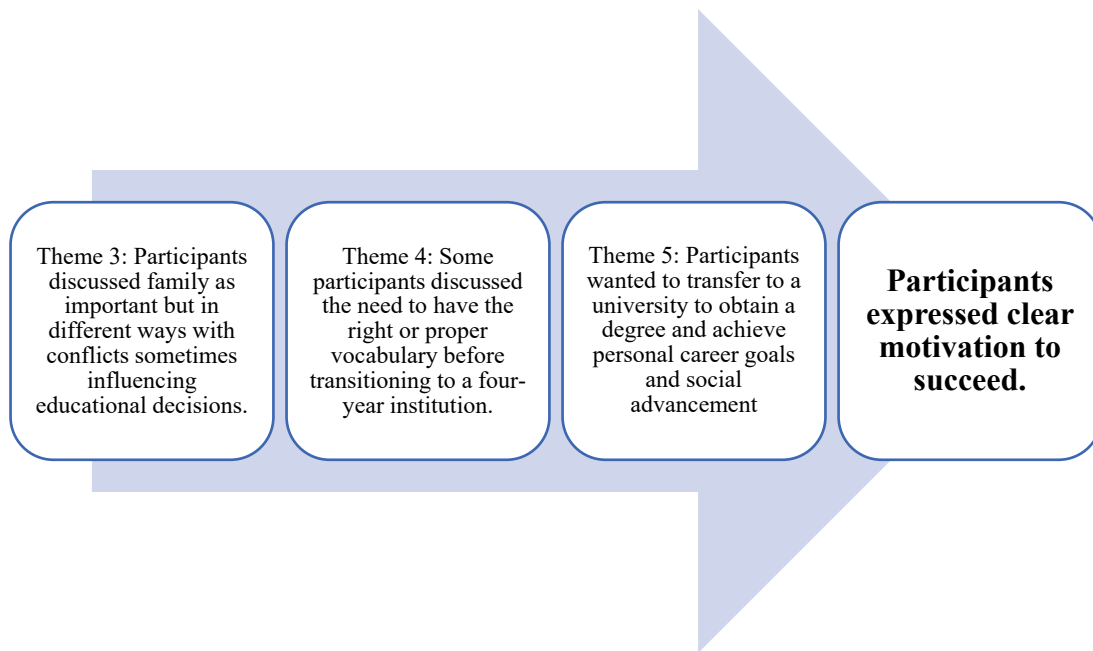 Theme 3: Participants
discussed family as
important but in
different ways with
conflicts sometimes
influencing
educational decisions.
Theme 4: Some
participants discussed
the need to have the
right or proper
vocabulary before
transitioning to a four-
year institution.
Theme 5: Participants
wanted to transfer to a
university to obtain a
degree and achieve
personal career goals
and social
advancement
Participants
expressed clear
motivation to
succeed.